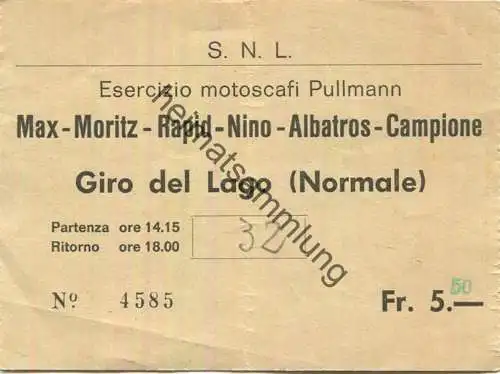 S. N. L.
Esercizio motoscafi Pullmann
Max-Moritz-Rapid-Nino-Albatros-Campione
Giro del Lago (Normale)
Partenza ore 14.15
Ritorno ore 18.00
Nº 4585
Fr. 5.—
50
heimatsammlung